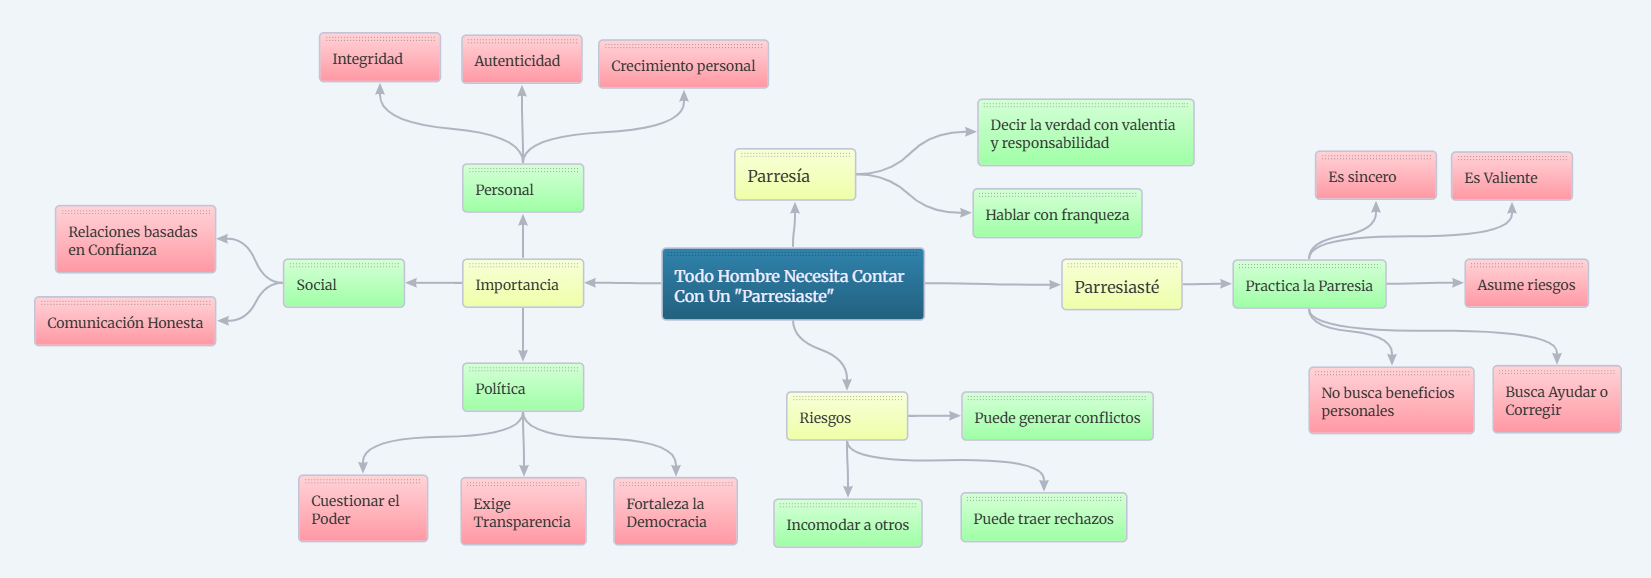 Integridad
Autenticidad
Crecimiento personal
Personal
Relaciones basadas
en Confianza
Social
Comunicación Honesta
Importancia
Política
Cuestionar el
Poder
Exige
Transparencia
Fortaleza la
Democracia
Todo Hombre Necesita Contar
Con Un "Parresiaste"
Parresía
Decir la verdad con valentia
y responsabilidad
Hablar con franqueza
Riesgos
Puede generar conflictos
Incomodar a otros
Puede traer rechazos
Parresiasté
Practica la Parresia
Es sincero
Es Valiente
Asume riesgos
No busca beneficios
personales
Busca Ayudar o
Corregir